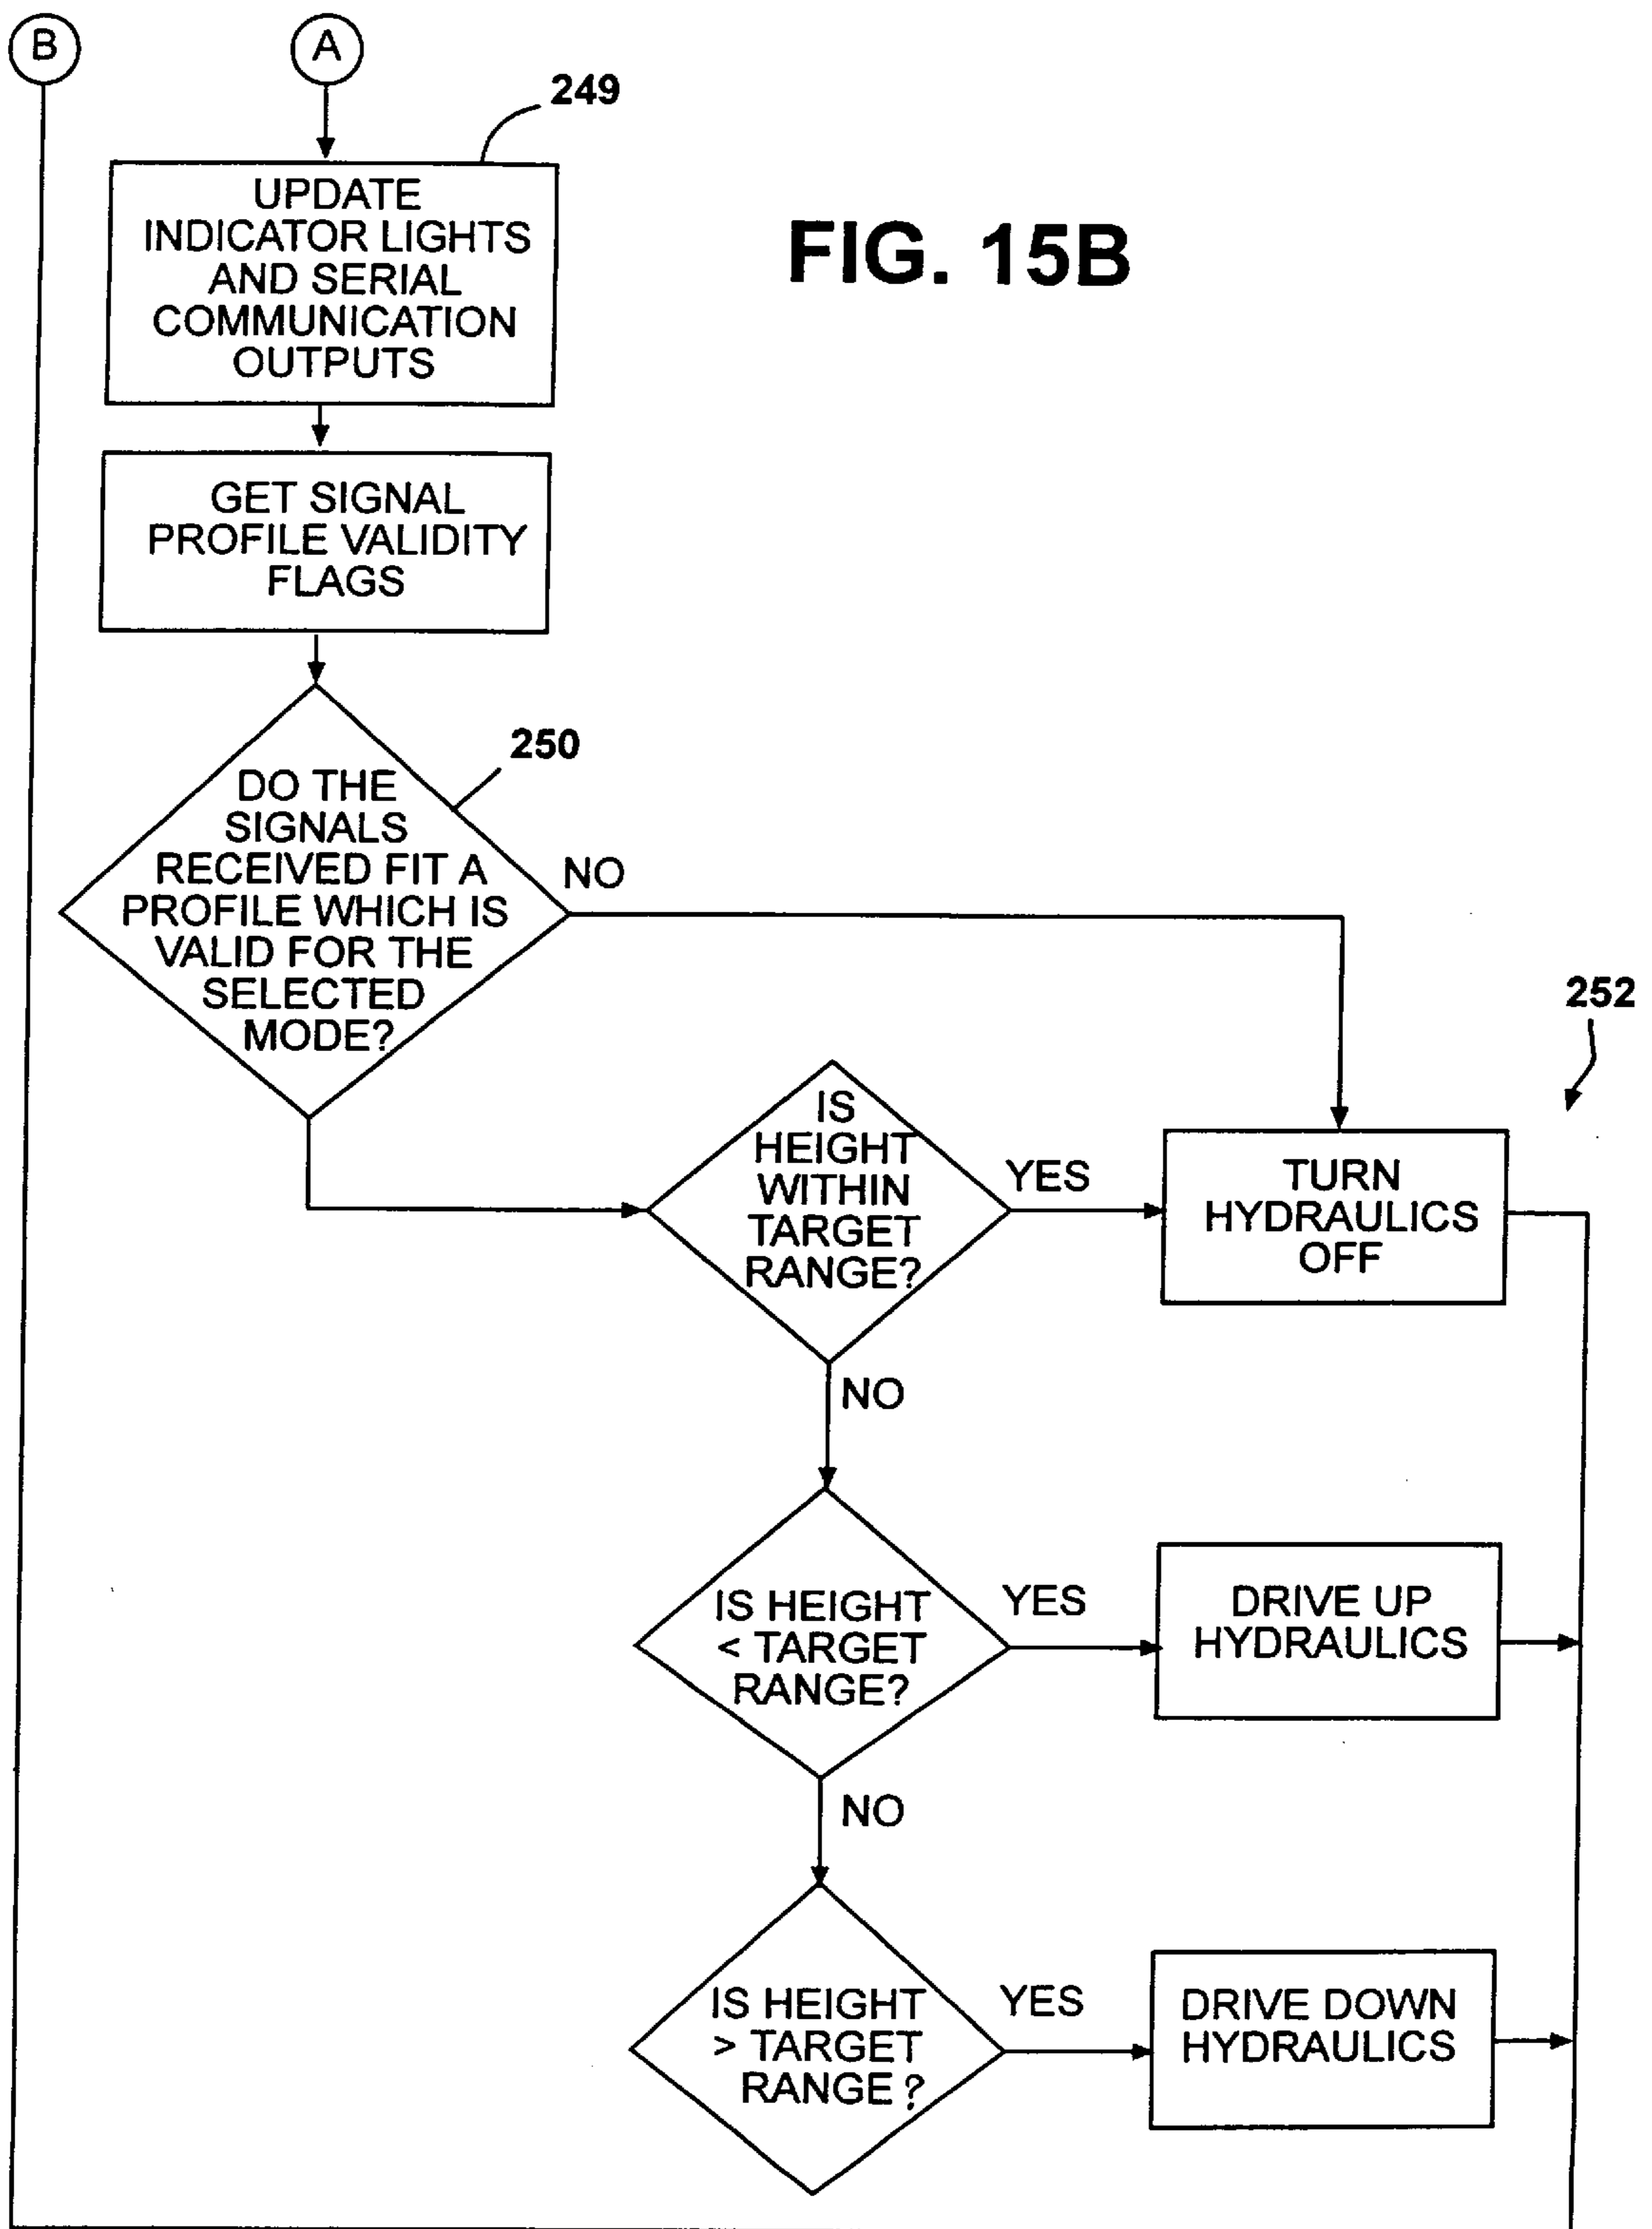 B
A
249
UPDATE
INDICATOR LIGHTS
AND SERIAL
COMMUNICATION
OUTPUTS
FIG. 15B
GET SIGNAL
PROFILE VALIDITY
FLAGS
250
DO THE
SIGNALS
RECEIVED FIT A
PROFILE WHICH IS
VALID FOR THE
SELECTED
MODE?
NO
252
IS
HEIGHT
WITHIN
TARGET
RANGE?
YES
TURN
HYDRAULICS
OFF
NO
IS HEIGHT
< TARGET
RANGE?
YES
DRIVE UP
HYDRAULICS
NO
IS HEIGHT
> TARGET
RANGE ?
YES
DRIVE DOWN
HYDRAULICS